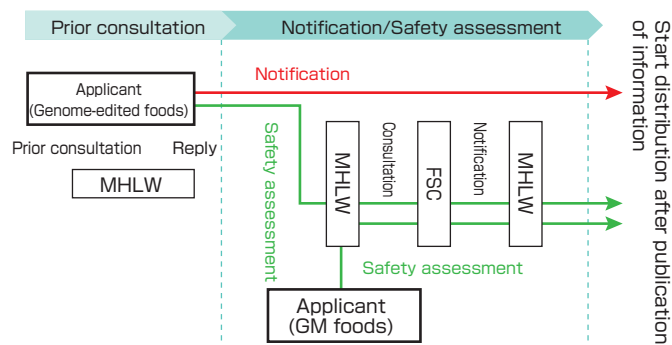 Prior consultation
Notification/Safety assessment
Applicant
(Genome-edited foods)
Notification
Prior consultation
Reply
MHLW
Safety assessment
MHLW
Consultation
FSC
Notification
MHLW
Safety assessment
Applicant
(GM foods)
Start distribution after publication
of information